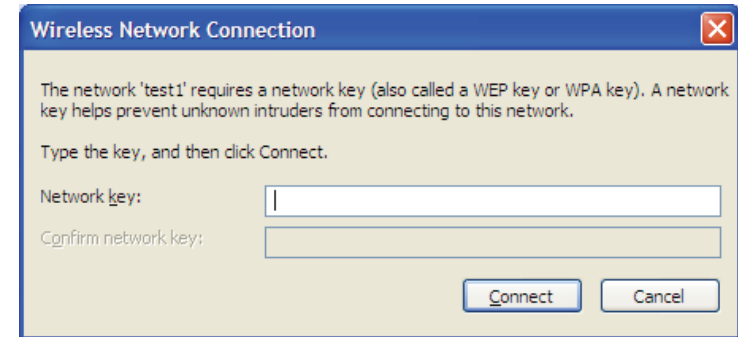 Wireless Network Connection
The network 'test1' requires a network key (also called a WEP key or WPA key). A network
key helps prevent unknown intruders from connecting to this network.
Type the key, and then click Connect.
Network key:
Confirm network key:
Connect Cancel